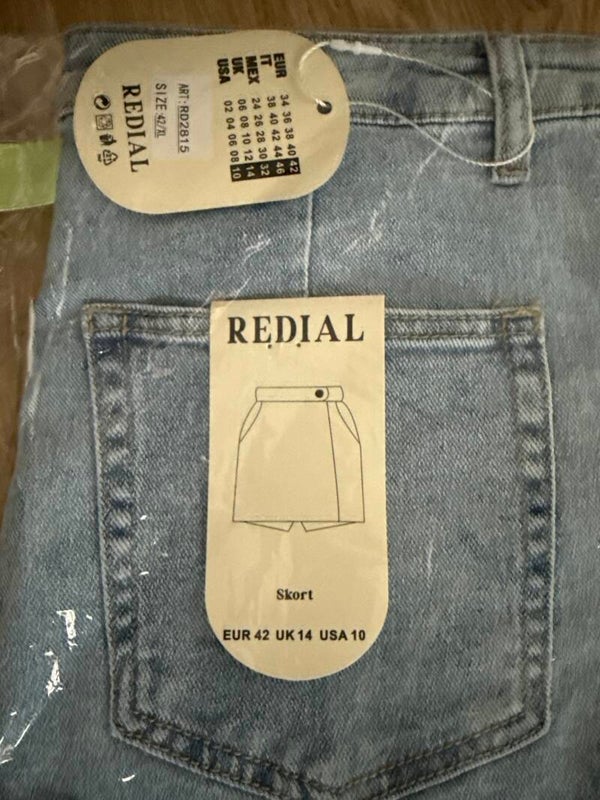 EUR 34 36 38 40 42
IT 38 40 42 44 46
MEX 24 26 28 30 32
UK 06 08 10 12 14
USA 02 04 06 08 10
ART:RD2815
SIZE:42/XL
REDIAL
REDIAL
Skort
EUR 42 UK 14 USA 10